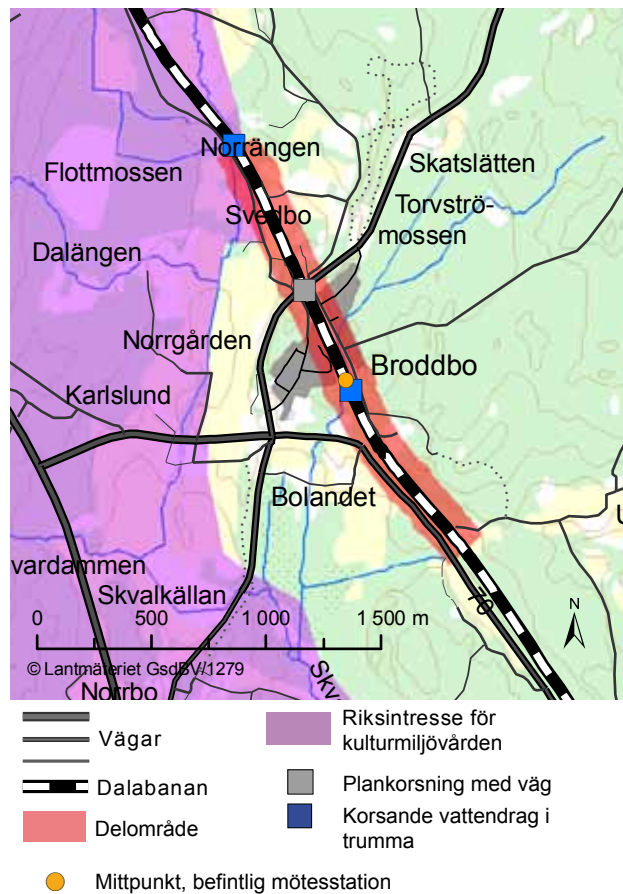 Norrängen
Flottmossen
Skatslätten
Svedbo
Torvströ-
mossen
Dalängen
Norrgården
Broddbo
Karlslund
Bolandet
U
vardammen
Skvalkällan
70
0 500 1 000 1 500 m
N
© Lantmäteriet GsdBV/1279
Norrbo
Skv
Vägar
Riksintresse för
kulturmiljövården
Dalabanan
Plankorsning med väg
Delområde
Korsande vattendrag i
trumma
Mittpunkt, befintlig mötesstation